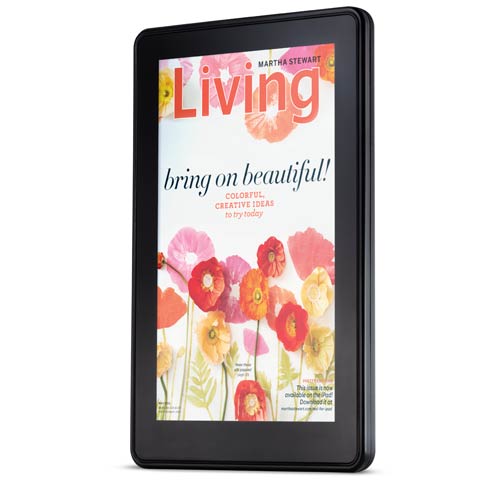 MARTHA STEWART
Living
bring on beautiful!
COLORFUL,
CREATIVE IDEAS
to try today
This issue is now
available on the iPad!
Download it at